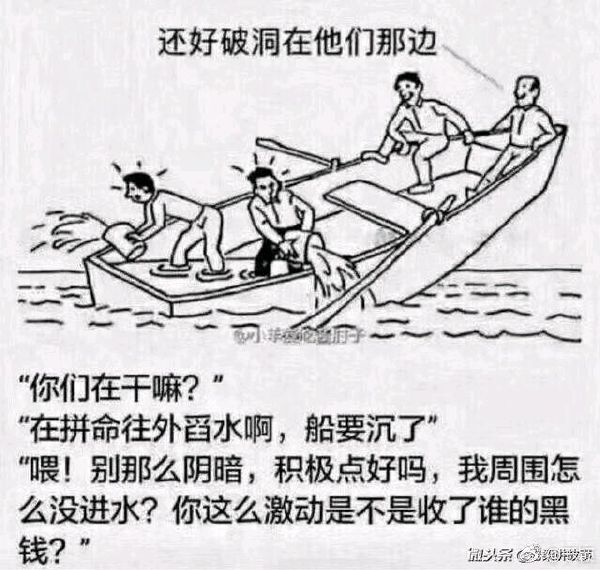 还好破洞在他们那边
“你们在干嘛？”
“在拼命往外舀水啊，船要沉了”
“喂！别那么阴暗，积极点好吗，我周围怎
么没进水？你这么激动是不是收了谁的黑
钱？”
微头条